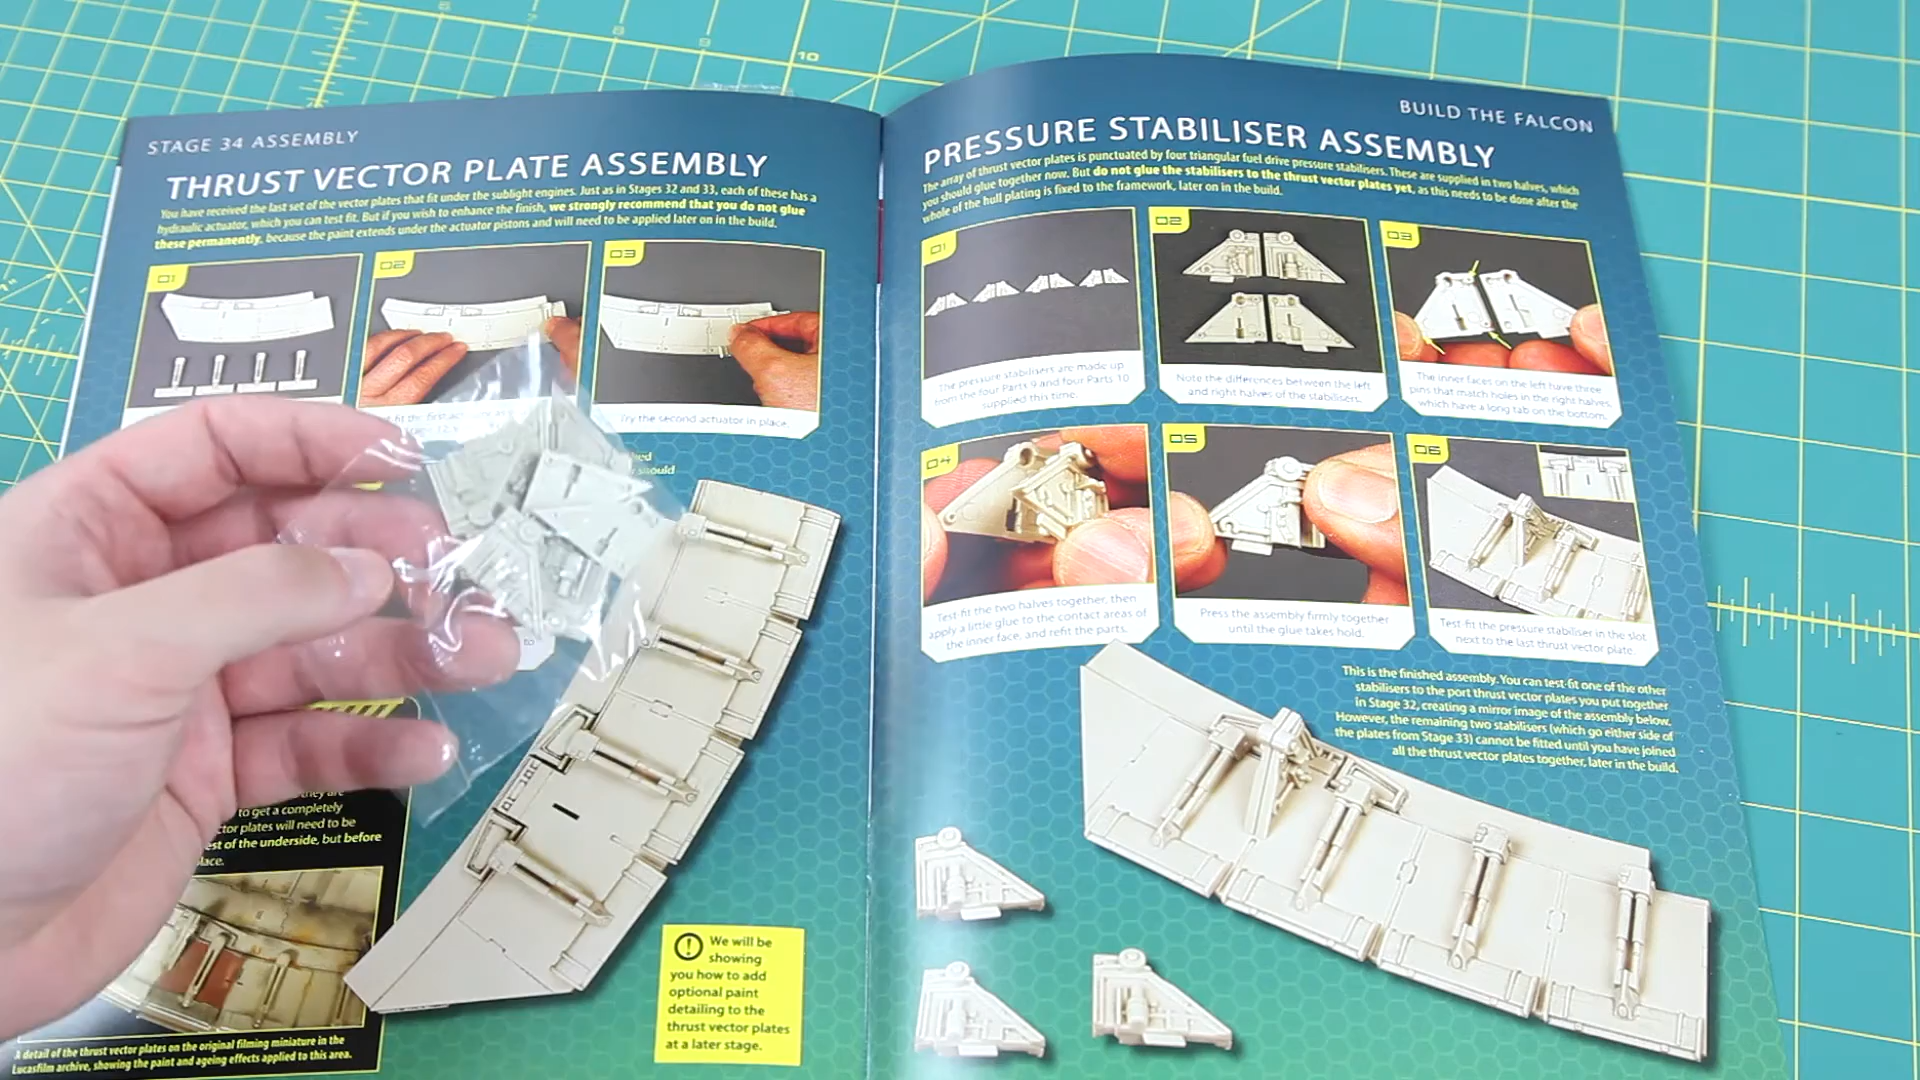 6
7
8
9
10
STAGE 34 ASSEMBLY
THRUST VECTOR PLATE ASSEMBLY
You have received the last set of the vector plates that fit under the sublight engines. Just as in Stages 32 and 33, each of these has a
hydraulic actuator, which you can test fit. But if you wish to enhance the finish, we strongly recommend that you do not glue
these permanently, because the paint extends under the actuator pistons and will need to be applied later on in the build.
01
02
03
fit the first actuator
Try the second actuator in place.
should
to
they are
to get a completely
ctor plates will need to be
est of the underside, but before
place.
A detail of the thrust vector plates on the original filming miniature in the
Lucasfilm archive, showing the paint and ageing effects applied to this area.
! We will be
showing
you how to add
optional paint
detailing to the
thrust vector plates
at a later stage.
BUILD THE FALCON
PRESSURE STABILISER ASSEMBLY
The array of thrust vector plates is punctuated by four triangular fuel drive pressure stabilisers. These are supplied in two halves, which
you should glue together now. But do not glue the stabilisers to the thrust vector plates yet, as this needs to be done after the
whole of the hull plating is fixed to the framework, later on in the build.
01
The pressure stabilisers are made up
from the four Parts 9 and four Parts 10
supplied this time.
02
Note the differences between the left
and right halves of the stabilisers.
03
The inner faces on the left have three
pins that match holes in the right halves,
which have a long tab on the bottom.
04
Test-fit the two halves together, then
apply a little glue to the contact areas of
the inner face, and refit the parts.
05
Press the assembly firmly together
until the glue takes hold.
06
Test-fit the pressure stabiliser in the slot
next to the last thrust vector plate.
This is the finished assembly. You can test-fit one of the other
stabilisers to the port thrust vector plates you put together
in Stage 32, creating a mirror image of the assembly below.
However, the remaining two stabilisers (which go either side of
the plates from Stage 33) cannot be fitted until you have joined
all the thrust vector plates together, later in the build.